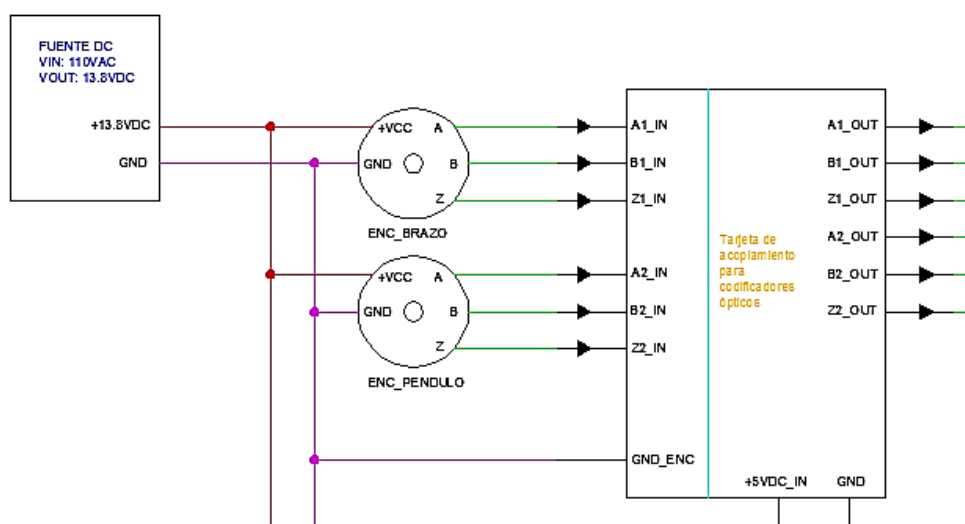 FUENTE DC
VIN: 110VAC
VOUT: 13.8VDC
+13.8VDC
GND
+VCC
A
GND
B
Z
ENC_BRAZO
+VCC
A
GND
B
Z
ENC_PENDULO
A1_IN
B1_IN
Z1_IN
A2_IN
B2_IN
Z2_IN
GND_ENC
Tarjeta de
acoplamiento
para
codificadores
ópticos
A1_OUT
B1_OUT
Z1_OUT
A2_OUT
B2_OUT
Z2_OUT
+5VDC_IN
GND